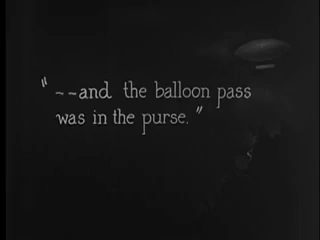 "--and the balloon pass
was in the purse."